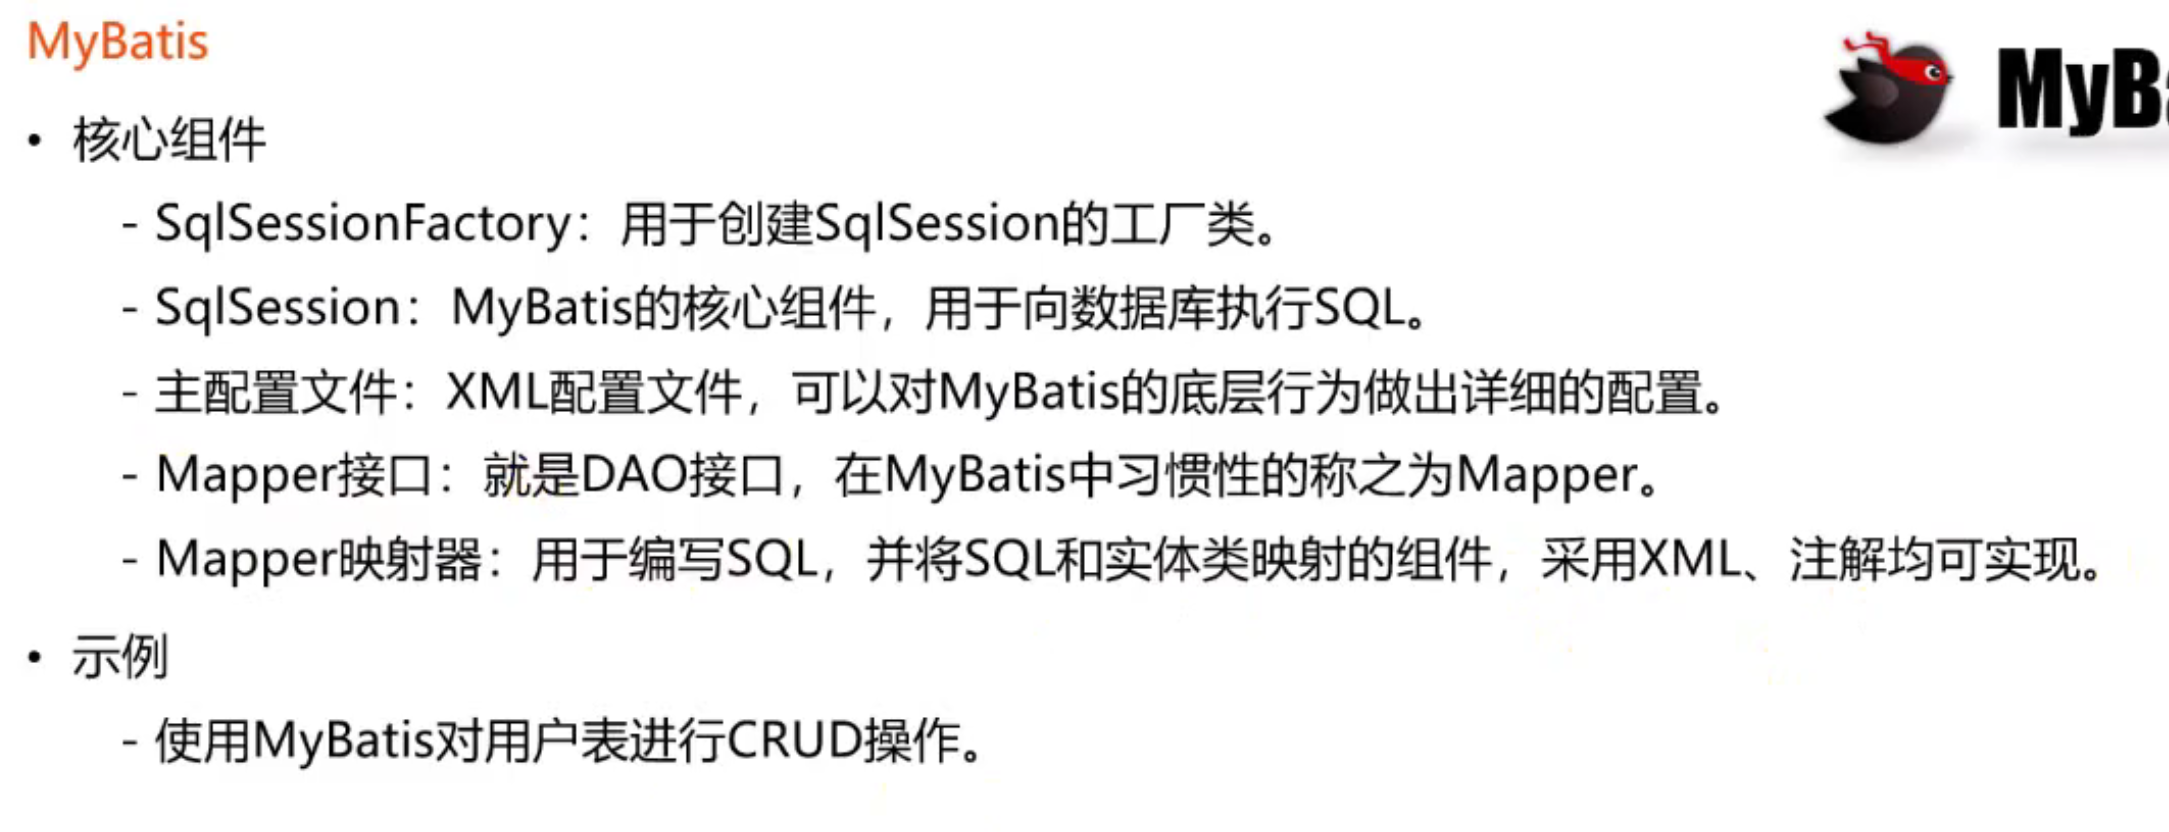 MyBatis
MyBa
• 核心组件
- SqlSessionFactory：用于创建SqlSession的工厂类。
- SqlSession：MyBatis的核心组件，用于向数据库执行SQL。
- 主配置文件：XML配置文件，可以对MyBatis的底层行为做出详细的配置。
- Mapper接口：就是DAO接口，在MyBatis中习惯性的称之为Mapper。
- Mapper映射器：用于编写SQL，并将SQL和实体类映射的组件，采用XML、注解均可实现。
• 示例
- 使用MyBatis对用户表进行CRUD操作。